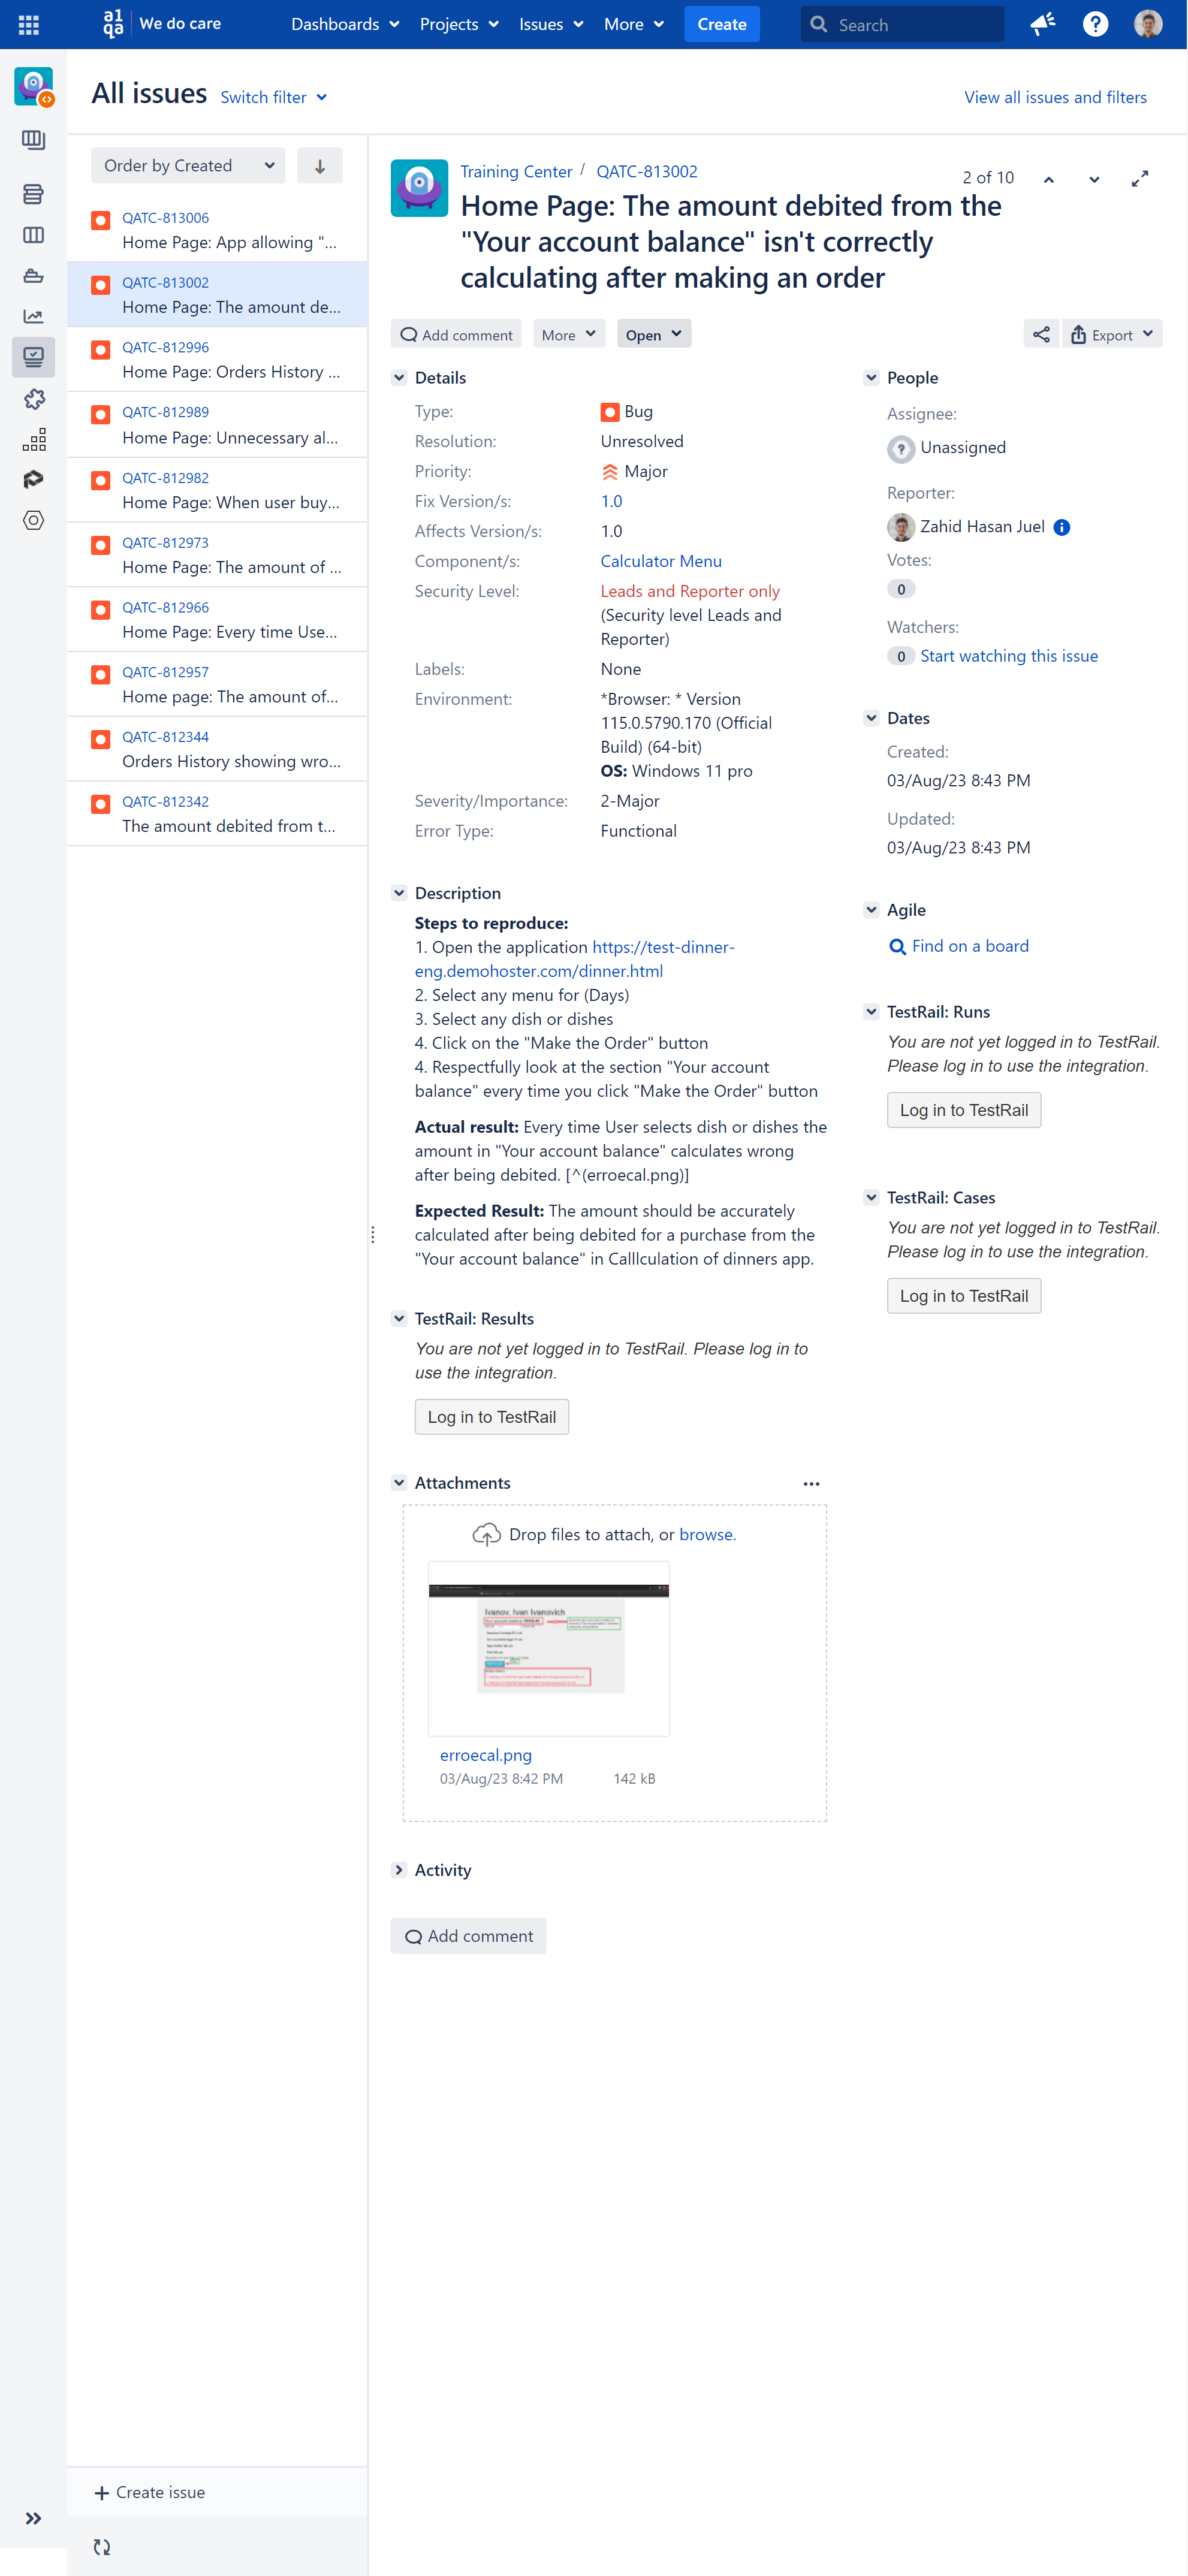 a1qa We do care Dashboards Projects Issues More Create Search
All issues Switch filter View all issues and filters
Order by Created
QATC-813006
Home Page: App allowing "...
QATC-813002
Home Page: The amount de...
QATC-812996
Home Page: Orders History ...
QATC-812989
Home Page: Unnecessary al...
QATC-812982
Home Page: When user buy...
QATC-812973
Home Page: The amount of ...
QATC-812966
Home Page: Every time Use...
QATC-812957
Home page: The amount of...
QATC-812344
Orders History showing wro...
QATC-812342
The amount debited from t...
Create issue
Training Center / QATC-813002
2 of 10
Home Page: The amount debited from the
"Your account balance" isn't correctly
calculating after making an order
Add comment More Open Export
Details
Type: Bug
Resolution: Unresolved
Priority: Major
Fix Version/s: 1.0
Affects Version/s: 1.0
Component/s: Calculator Menu
Security Level: Leads and Reporter only
(Security level Leads and
Reporter)
Labels: None
Environment: *Browser: * Version
115.0.5790.170 (Official
Build) (64-bit)
OS: Windows 11 pro
Severity/Importance: 2-Major
Error Type: Functional
Description
Steps to reproduce:
1. Open the application https://test-dinner-
eng.demohoster.com/dinner.html
2. Select any menu for (Days)
3. Select any dish or dishes
4. Click on the "Make the Order" button
4. Respectfully look at the section "Your account
balance" every time you click "Make the Order" button
Actual result: Every time User selects dish or dishes the
amount in "Your account balance" calculates wrong
after being debited. [^(erroecal.png)]
Expected Result: The amount should be accurately
calculated after being debited for a purchase from the
"Your account balance" in Calllculation of dinners app.
TestRail: Results
You are not yet logged in to TestRail. Please log in to
use the integration.
Log in to TestRail
Attachments
Drop files to attach, or browse.
Ivanov, Ivan Ivanovich
erroecal.png
03/Aug/23 8:42 PM 142 kB
Activity
Add comment
People
Assignee:
Unassigned
Reporter:
Zahid Hasan Juel
Votes:
0
Watchers:
0 Start watching this issue
Dates
Created:
03/Aug/23 8:43 PM
Updated:
03/Aug/23 8:43 PM
Agile
Find on a board
TestRail: Runs
You are not yet logged in to TestRail.
Please log in to use the integration.
Log in to TestRail
TestRail: Cases
You are not yet logged in to TestRail.
Please log in to use the integration.
Log in to TestRail